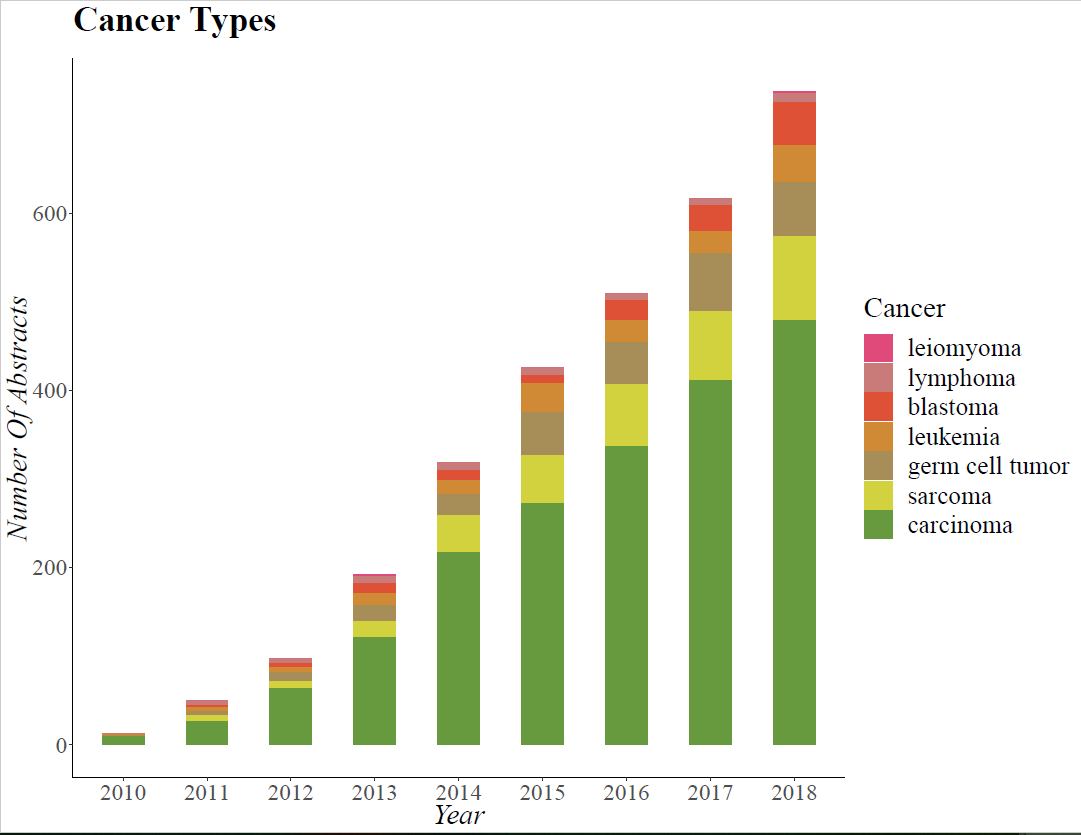 Cancer Types
Number Of Abstracts
600
400
200
0
2010 2011 2012 2013 2014 2015 2016 2017 2018
Year
Cancer
leiomyoma
lymphoma
blastoma
leukemia
germ cell tumor
sarcoma
carcinoma